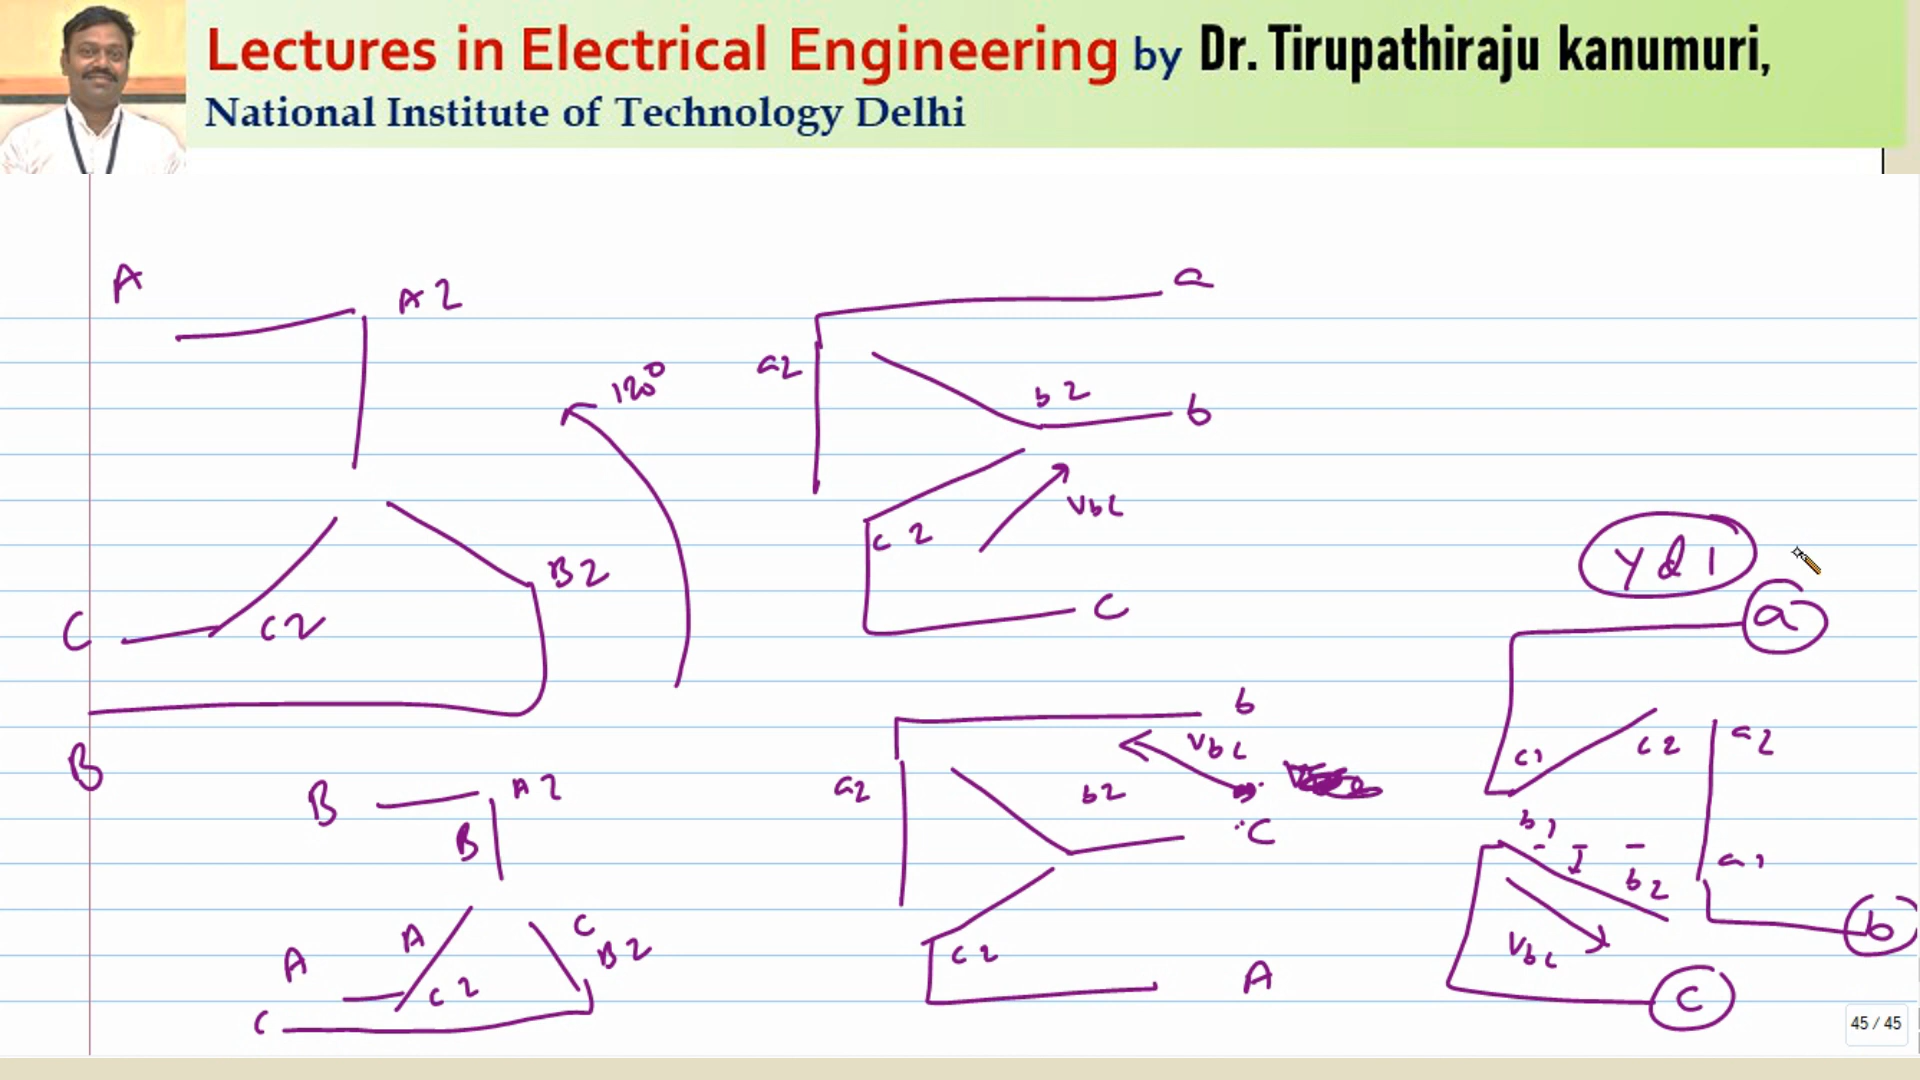 Lectures in Electrical Engineering by Dr. Tirupathiraju kanumuri,
National Institute of Technology Delhi
A
A2
C
C2
B2
B
120°
a
a2
b2
b
Vbc
c2
C
yd1
a
c1
c2
a2
b1
b2
a1
b
Vbc
C
b
Vbc
a2
b2
C
c2
A
B
A2
B
A
A
C
B2
C2
C
45 / 45